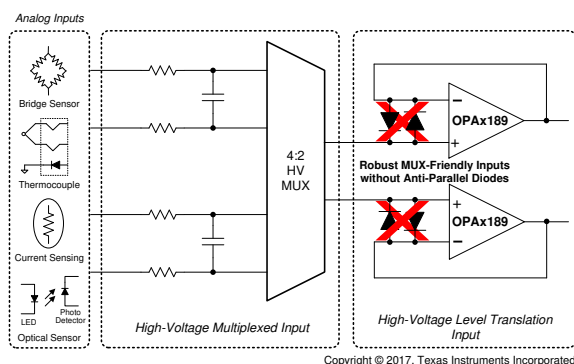 Analog Inputs
Bridge Sensor
Thermocouple
Current Sensing
LED
Photo
Detector
Optical Sensor
4:2
HV
MUX
High-Voltage Multiplexed Input
−
+
OPAx189
Robust MUX-Friendly Inputs
without Anti-Parallel Diodes
+
−
OPAx189
High-Voltage Level Translation
Input
Copyright © 2017, Texas Instruments Incorporated